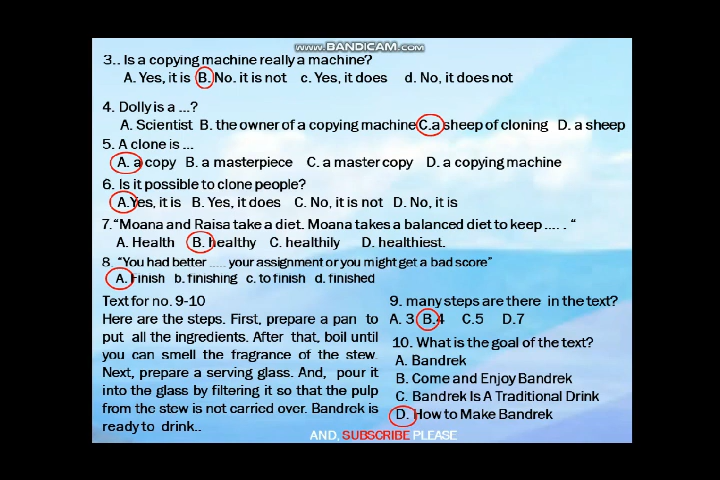 www.BANDICAM.com
3.. Is a copying machine really a machine?
A. Yes, it is B. No. it is not c. Yes, it does d. No, it does not
4. Dolly is a ...?
A. Scientist B. the owner of a copying machine C.a sheep of cloning D. a sheep
5. A clone is ...
A. a copy B. a masterpiece C. a master copy D. a copying machine
6. Is it possible to clone people?
A.Yes, it is B. Yes, it does C. No, it is not D. No, it is
7."Moana and Raisa take a diet. Moana takes a balanced diet to keep .... . "
A. Health B. healthy C. healthily D. healthiest.
8. "You had better ..... your assignment or you might get a bad score"
A. Finish b. finishing c. to finish d. finished
Text for no. 9-10
Here are the steps. First, prepare a pan to
put all the ingredients. After that, boil until
you can smell the fragrance of the stew.
Next, prepare a serving glass. And, pour it
into the glass by filtering it so that the pulp
from the stew is not carried over. Bandrek is
ready to drink..
9. many steps are there in the text?
A. 3 B.4 C.5 D.7
10. What is the goal of the text?
A. Bandrek
B. Come and Enjoy Bandrek
C. Bandrek Is A Traditional Drink
D. How to Make Bandrek
AND, SUBSCRIBE PLEASE